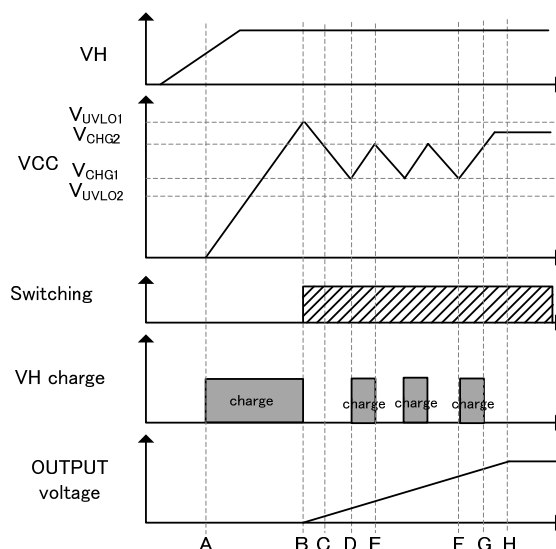 VH
VUVLO1
VCHG2
VCC
VCHG1
VUVLO2
Switching
VH charge
charge
charge
charge
charge
OUTPUT
voltage
A B C D E F G H